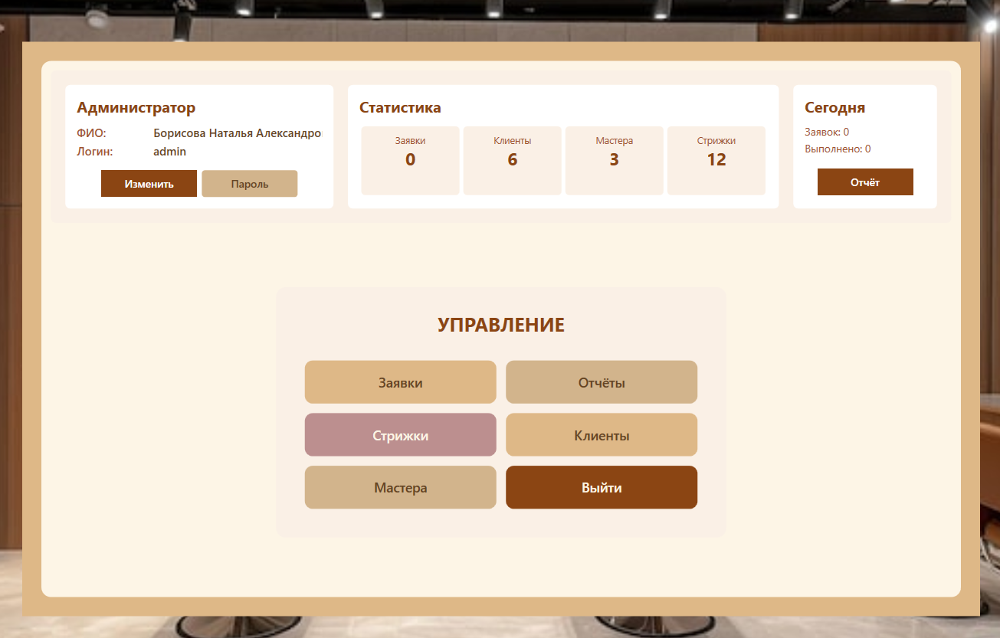 Администратор
ФИО: Борисова Наталья Александро
Логин: admin
Изменить Пароль
Статистика
Заявки Клиенты Мастера Стрижки
0 6 3 12
Сегодня
Заявок: 0
Выполнено: 0
Отчёт
УПРАВЛЕНИЕ
Заявки Отчёты
Стрижки Клиенты
Мастера Выйти